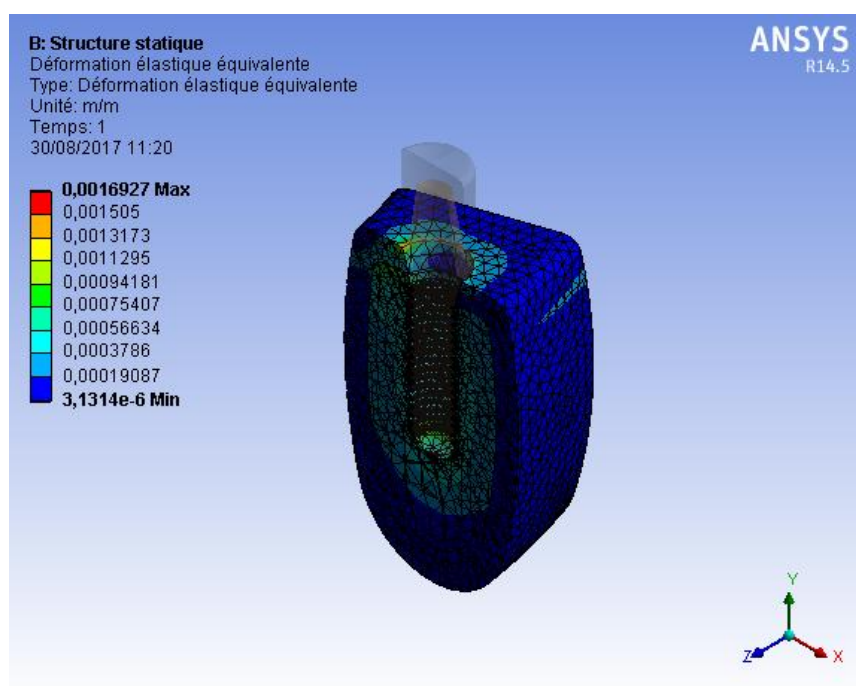 B: Structure statique
Déformation élastique équivalente
Type: Déformation élastique équivalente
Unité: m/m
Temps: 1
30/08/2017 11:20
ANSYS
R14.5
0,0016927 Max
0,001505
0,0013173
0,0011295
0,00094181
0,00075407
0,00056634
0,0003786
0,00019087
3,1314e-6 Min
Y
Z
X